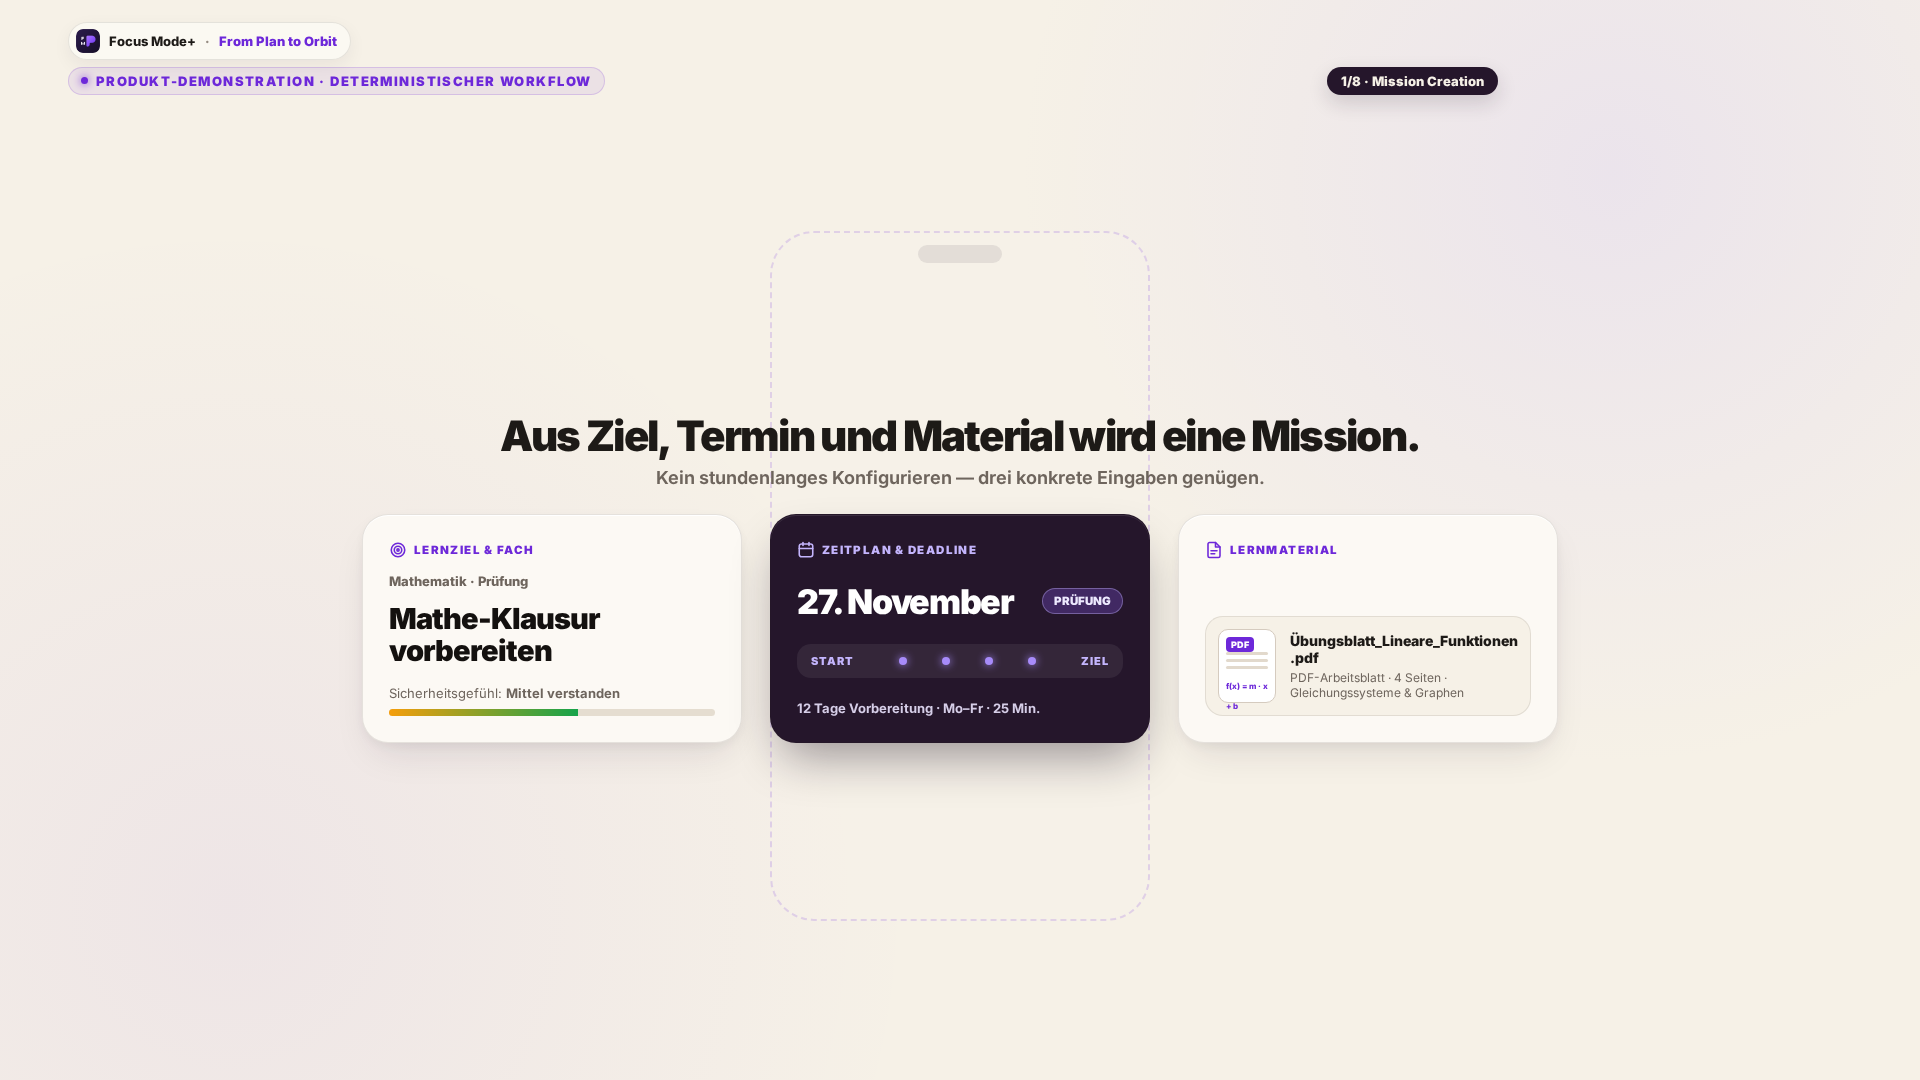 Focus Mode+ · From Plan to Orbit
PRODUKT-DEMONSTRATION · DETERMINISTISCHER WORKFLOW
1/8 · Mission Creation
Aus Ziel, Termin und Material wird eine Mission.
Kein stundenlanges Konfigurieren — drei konkrete Eingaben genügen.
LERNZIEL & FACH
Mathematik · Prüfung
Mathe-Klausur
vorbereiten
Sicherheitsgefühl: Mittel verstanden
ZEITPLAN & DEADLINE
27. November
PRÜFUNG
START
ZIEL
12 Tage Vorbereitung · Mo–Fr · 25 Min.
LERNMATERIAL
PDF
f(x) = m · x
+ b
Übungsblatt_Lineare_Funktionen
.pdf
PDF-Arbeitsblatt · 4 Seiten ·
Gleichungssysteme & Graphen